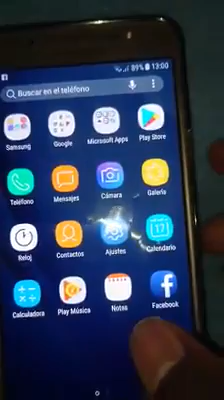 89% 13:00
Buscar en el teléfono
Samsung Google Microsoft Apps Play Store
Teléfono Mensajes Cámara Galería
Reloj Contactos Ajustes Calendario
17
Calculadora Play Música Notes Facebook